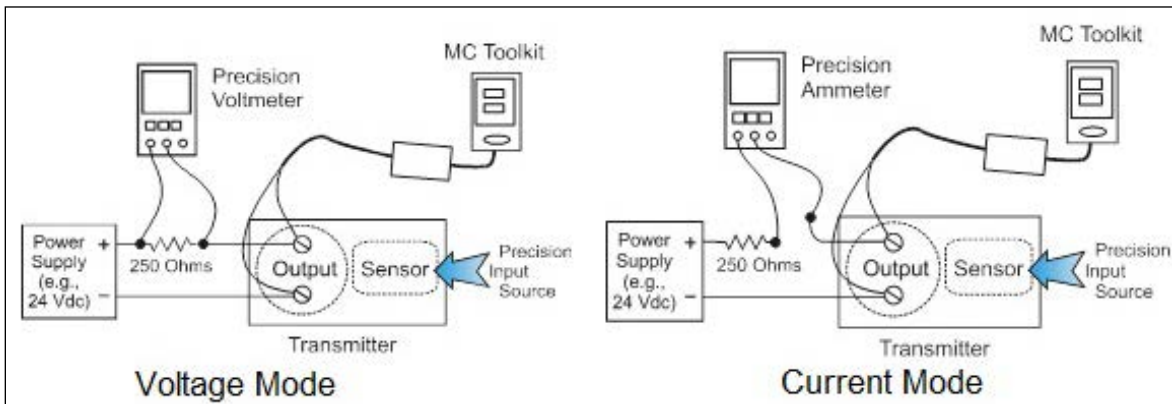 MC Toolkit
Precision
Voltmeter
Power
Supply
(e.g.,
24 Vdc)
+
−
250 Ohms
Output
Sensor
Precision
Input
Source
Transmitter
Voltage Mode
MC Toolkit
Precision
Ammeter
Power
Supply
(e.g.,
24 Vdc)
+
−
250 Ohms
Output
Sensor
Precision
Input
Source
Transmitter
Current Mode